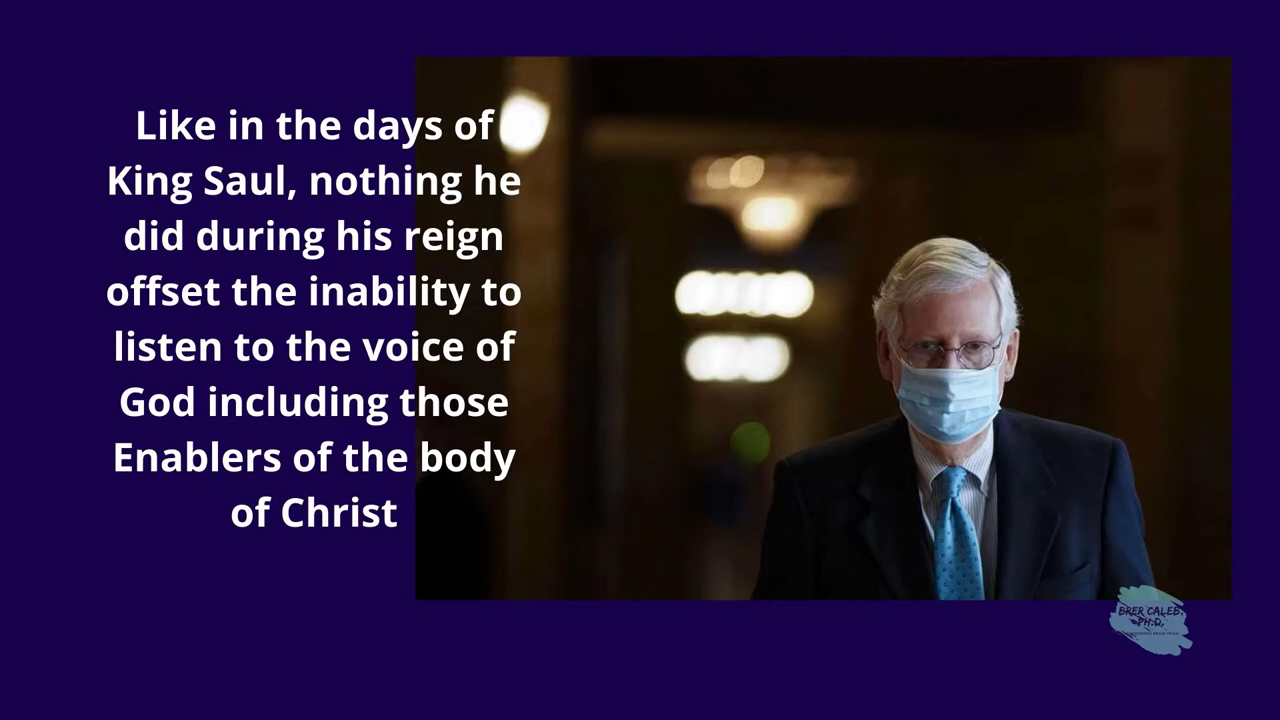 Like in the days of
King Saul, nothing he
did during his reign
offset the inability to
listen to the voice of
God including those
Enablers of the body
of Christ
BRER CALEB,
PH.D.